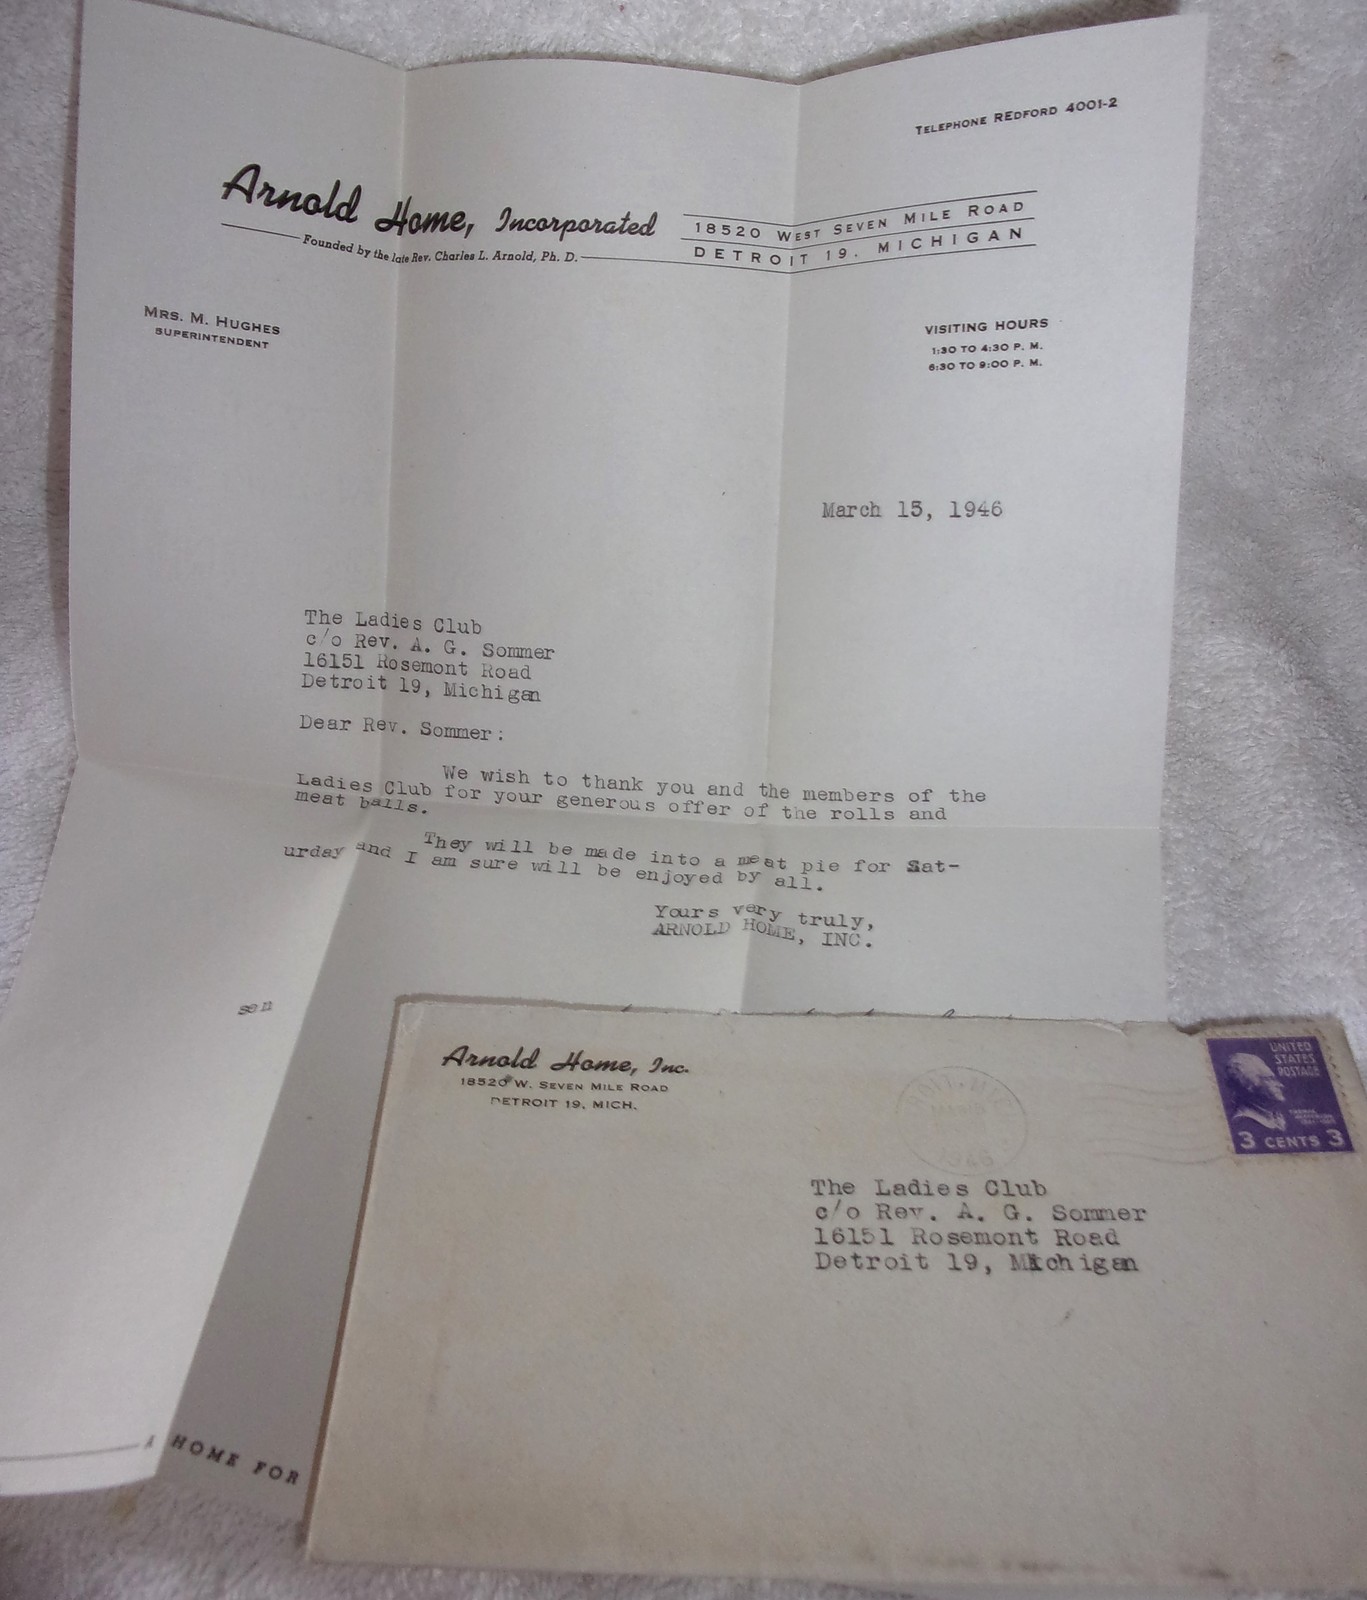 TELEPHONE REDFORD 4001-2
Arnold Home, Incorporated
Founded by the late Rev. Charles L. Arnold, Ph. D.
18520 WEST SEVEN MILE ROAD
DETROIT 19, MICHIGAN
MRS. M. HUGHES
SUPERINTENDENT
VISITING HOURS
1:30 TO 4:30 P. M.
6:30 TO 9:00 P. M.
March 15, 1946
The Ladies Club
c/o Rev. A. G. Sommer
16151 Rosemont Road
Detroit 19, Michigan
Dear Rev. Sommer:
We wish to thank you and the members of the
Ladies Club for your generous offer of the rolls and
meat balls.
They will be made into a meat pie for Sat-
urday and I am sure will be enjoyed by all.
Yours very truly,
ARNOLD HOME, INC.
sen
Arnold Home, Inc.
18520 W. SEVEN MILE ROAD
DETROIT 19, MICH.
1946
UNITED
STATES
POSTAGE
3 CENTS 3
The Ladies Club
c/o Rev. A. G. Sommer
16151 Rosemont Road
Detroit 19, Michigan
A HOME FOR